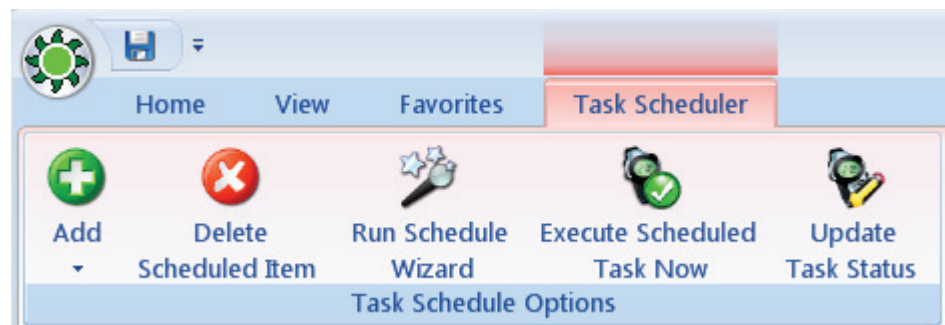 Home View Favorites Task Scheduler
Add Delete Run Schedule Execute Scheduled Update
Scheduled Item Wizard Task Now Task Status
Task Schedule Options